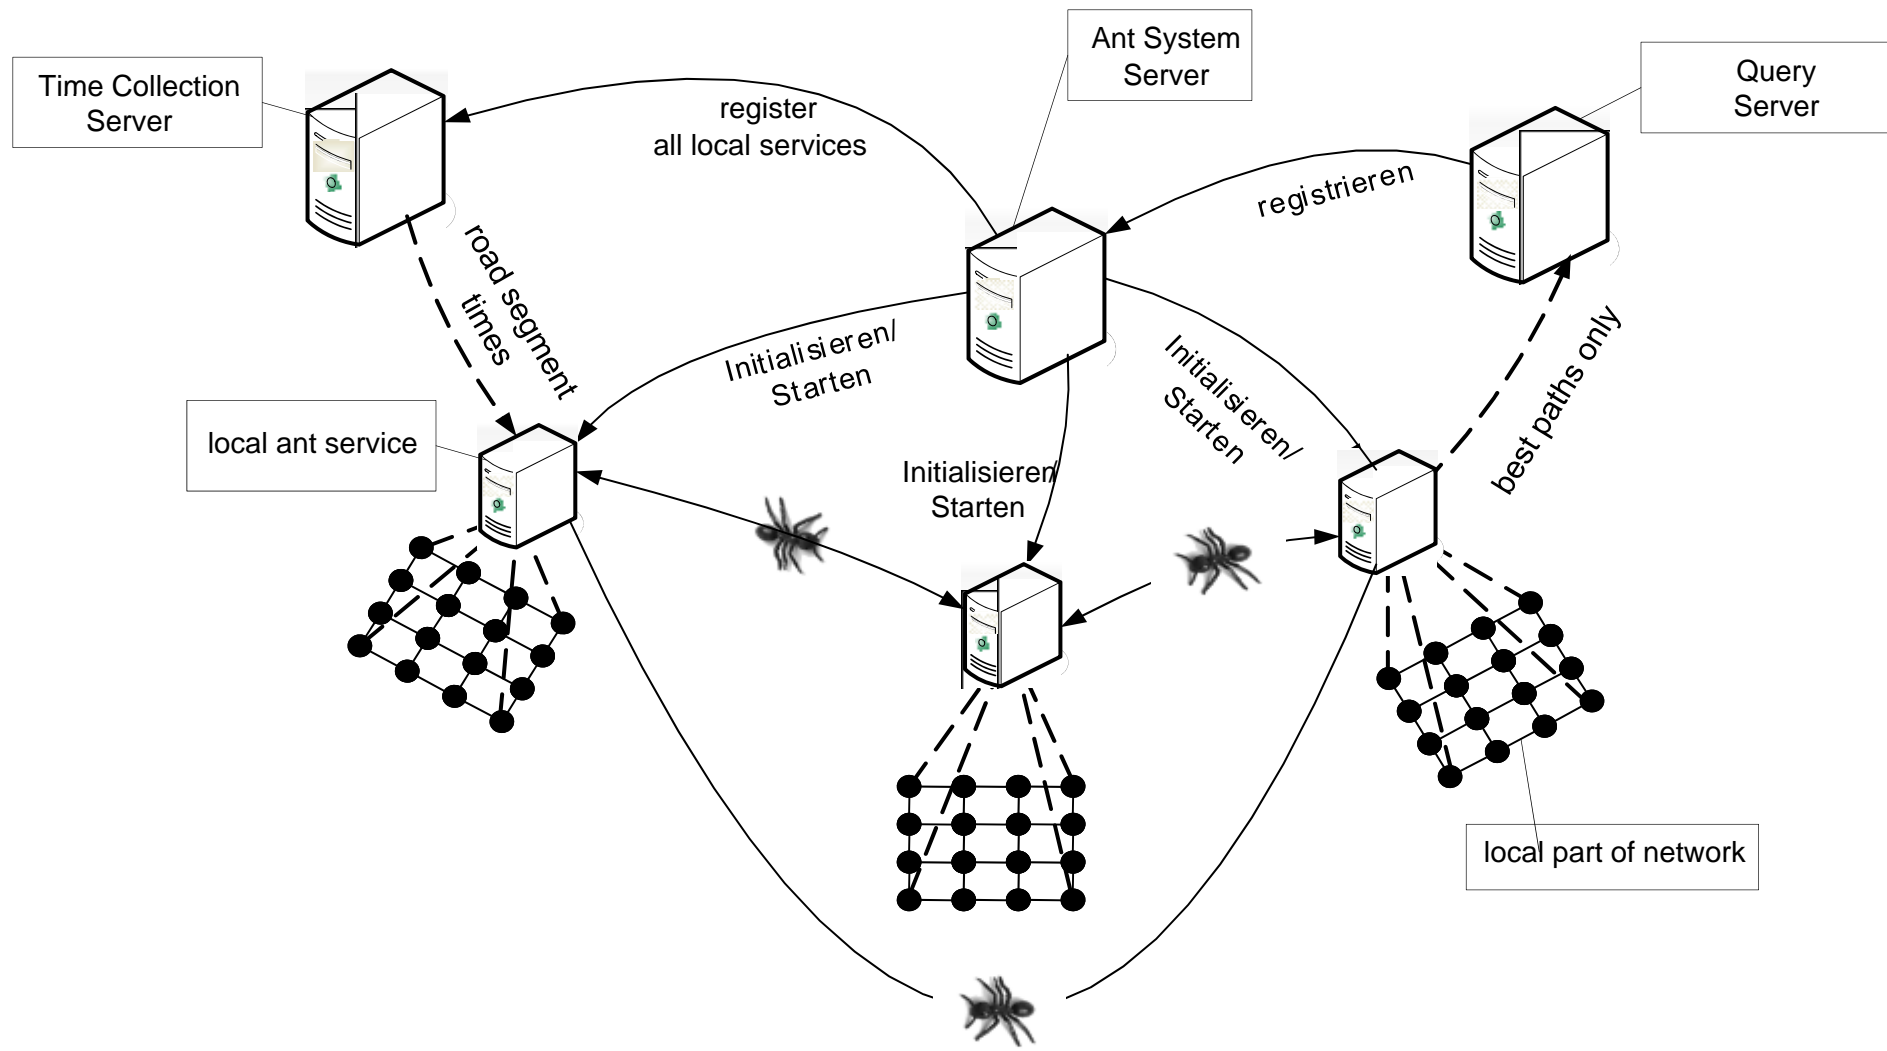 Ant System
Server
Time Collection
Server
Query
Server
register
all local services
registrieren
road segment
times
Initialisieren/
Starten
Initialisieren/
Starten
best paths only
local ant service
Initialisieren/
Starten
local part of network